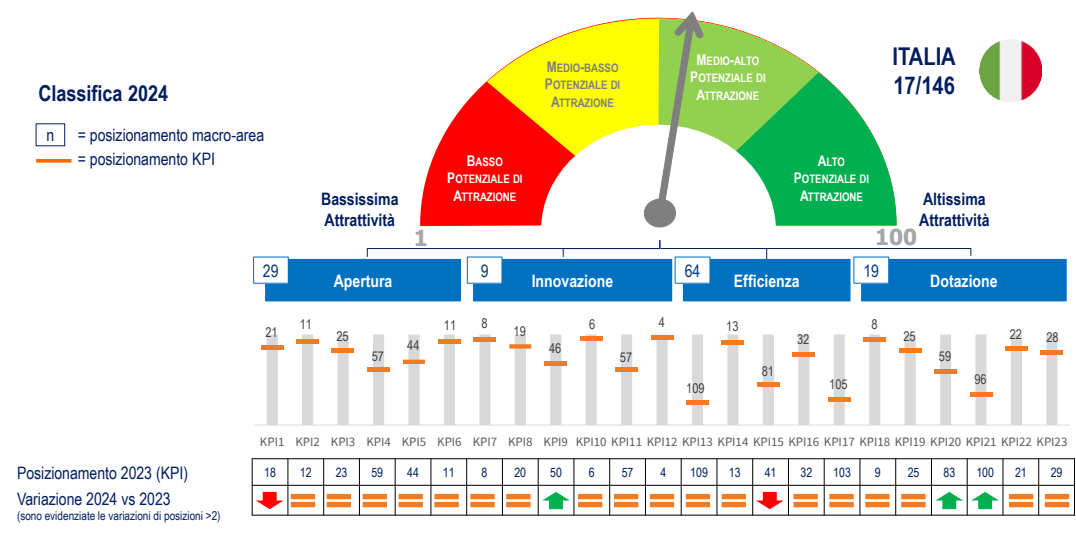 ITALIA
17/146
Classifica 2024
n = posizionamento macro-area
= posizionamento KPI
MEDIO-BASSO
POTENZIALE DI
ATTRAZIONE
MEDIO-ALTO
POTENZIALE DI
ATTRAZIONE
BASSO
POTENZIALE DI
ATTRAZIONE
ALTO
POTENZIALE DI
ATTRAZIONE
Bassissima
Attrattività
Altissima
Attrattività
1
100
29 Apertura
9 Innovazione
64 Efficienza
19 Dotazione
21 11 25 57 44 11 8 19 46 6 57 4 109 13 81 32 105 8 25 59 96 22 28
KPI1 KPI2 KPI3 KPI4 KPI5 KPI6 KPI7 KPI8 KPI9 KPI10 KPI11 KPI12 KPI13 KPI14 KPI15 KPI16 KPI17 KPI18 KPI19 KPI20 KPI21 KPI22 KPI23
Posizionamento 2023 (KPI) 18 12 23 59 44 11 8 20 50 6 57 4 109 13 41 32 103 9 25 83 100 21 29
Variazione 2024 vs 2023
(sono evidenziate le variazioni di posizioni >2)